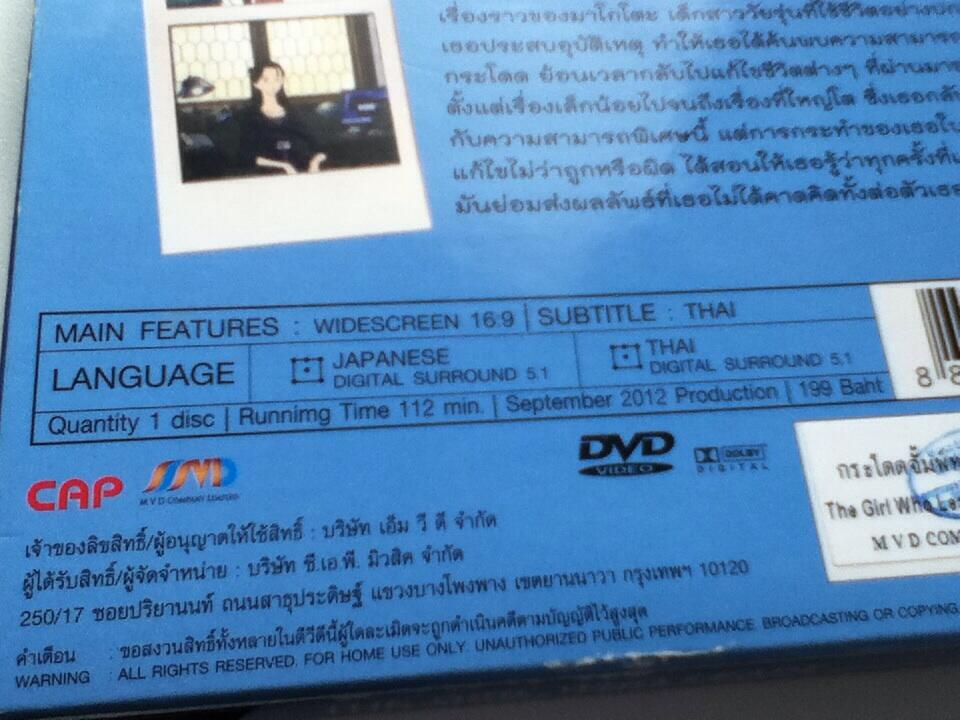 เรื่องราวของมาโกโตะ เด็กสาววัยรุ่นที่ใช้ชีวิตอย่าง
เธอประสบอุบัติเหตุ ทำให้เธอได้ค้นพบความสามารถ
กระโดด ย้อนเวลากลับไปแก้ไขชีวิตต่างๆ ที่ผ่านมา
ตั้งแต่เรื่องเล็กน้อยไปจนถึงเรื่องที่ใหญ่โต ซึ่งเธอ
กับความสามารถพิเศษนี้ แต่การกระทำของเธอ
แก้ไขไม่ว่าถูกหรือผิด ได้สอนให้เธอรู้ว่าทุกครั้งที่
มันย่อมส่งผลลัพธ์ที่เธอไม่ได้คาดคิดทั้งต่อตัวเธอ
MAIN FEATURES : WIDESCREEN 16:9 | SUBTITLE : THAI
LANGUAGE JAPANESE DIGITAL SURROUND 5.1 THAI DIGITAL SURROUND 5.1
Quantity 1 disc | Runnimg Time 112 min. | September 2012 Production | 199 Baht
8 8
CAP MVD M V D COMPANY LIMITED DVD VIDEO DOLBY DIGITAL
กระโดดจั้มพ์
The Girl Who
M V D COM
เจ้าของลิขสิทธิ์/ผู้อนุญาตให้ใช้สิทธิ์ : บริษัท เอ็ม วี ดี จำกัด
ผู้ได้รับสิทธิ์/ผู้จัดจำหน่าย : บริษัท ซี.เอ.พี. มิวสิค จำกัด
250/17 ซอยปริยานนท์ ถนนสาธุประดิษฐ์ แขวงบางโพงพาง เขตยานนาวา กรุงเทพฯ 10120
คำเตือน : ขอสงวนสิทธิ์ทั้งหลายในดีวีดีนี้ผู้ใดละเมิดจะถูกดำเนินคดีตามบัญญัติไว้สูงสุด
WARNING : ALL RIGHTS RESERVED. FOR HOME USE ONLY. UNAUTHORIZED PUBLIC PERFORMANCE. BROADCASTING OR COPYING